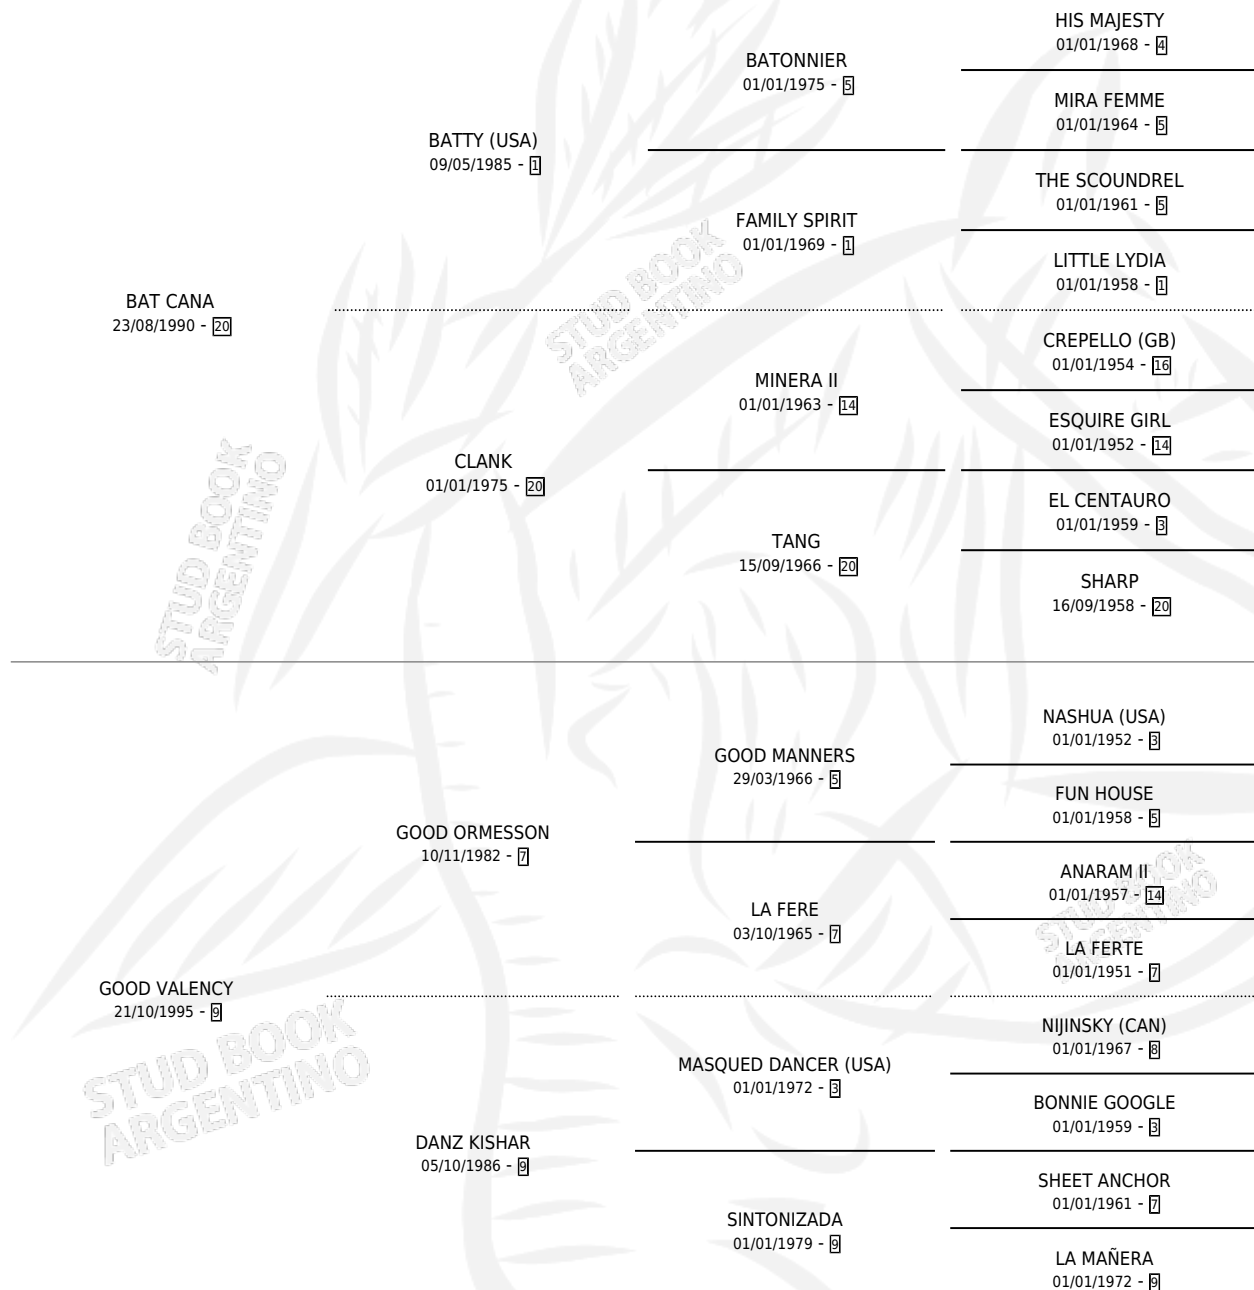 HIS MAJESTY
01/01/1968 - 4
BATONNIER
01/01/1975 - 5
MIRA FEMME
01/01/1964 - 5
BATTY (USA)
09/05/1985 - 1
THE SCOUNDREL
01/01/1961 - 5
FAMILY SPIRIT
01/01/1969 - 1
LITTLE LYDIA
01/01/1958 - 1
BAT CANA
23/08/1990 - 20
STUD BOOK
ARGENTINO
CREPELLO (GB)
01/01/1954 - 16
MINERA II
01/01/1963 - 14
ESQUIRE GIRL
01/01/1952 - 14
CLANK
01/01/1975 - 20
EL CENTAURO
01/01/1959 - 3
TANG
15/09/1966 - 20
SHARP
16/09/1958 - 20
STUD BOOK
ARGENTINO
NASHUA (USA)
01/01/1952 - 3
GOOD MANNERS
29/03/1966 - 5
FUN HOUSE
01/01/1958 - 5
GOOD ORMESSON
10/11/1982 - 7
ANARAM II
01/01/1957 - 14
LA FERE
03/10/1965 - 7
STUD BOOK
ARGENTINO
LA FERTE
01/01/1951 - 7
GOOD VALENCY
21/10/1995 - 9
STUD BOOK
ARGENTINO
NIJINSKY (CAN)
01/01/1967 - 8
MASQUED DANCER (USA)
01/01/1972 - 3
BONNIE GOOGLE
01/01/1959 - 3
DANZ KISHAR
05/10/1986 - 9
SHEET ANCHOR
01/01/1961 - 7
SINTONIZADA
01/01/1979 - 9
LA MAÑERA
01/01/1972 - 9